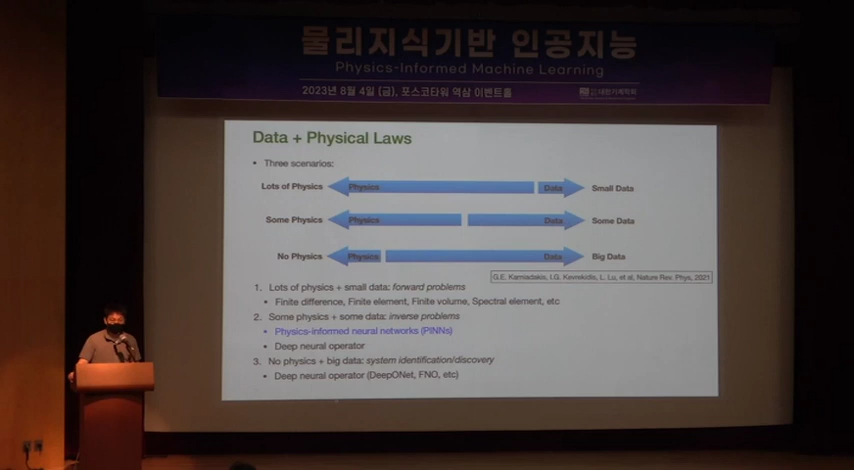 물리지식기반 인공지능
Physics-Informed Machine Learning
2023년 8월 4일 (금), 포스코타워 역삼 이벤트홀
대한기계학회
Data + Physical Laws
• Three scenarios:
Lots of Physics Physics Data Small Data
Some Physics Physics Data Some Data
No Physics Physics Data Big Data
G.E. Karniadakis, I.G. Kevrekidis, L. Lu, et al, Nature Rev. Phys, 2021
1. Lots of physics + small data: forward problems
• Finite difference, Finite element, Finite volume, Spectral element, etc
2. Some physics + some data: inverse problems
• Physics-informed neural networks (PINNs)
• Deep neural operator
3. No physics + big data: system identification/discovery
• Deep neural operator (DeepONet, FNO, etc)